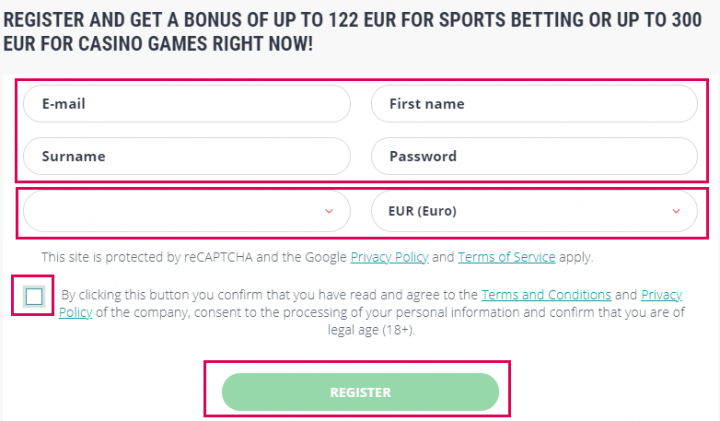 REGISTER AND GET A BONUS OF UP TO 122 EUR FOR SPORTS BETTING OR UP TO 300
EUR FOR CASINO GAMES RIGHT NOW!
E-mail
First name
Surname
Password
EUR (Euro)
This site is protected by reCAPTCHA and the Google Privacy Policy and Terms of Service apply.
By clicking this button you confirm that you have read and agree to the Terms and Conditions and Privacy
Policy of the company, consent to the processing of your personal information and confirm that you are of
legal age (18+).
REGISTER